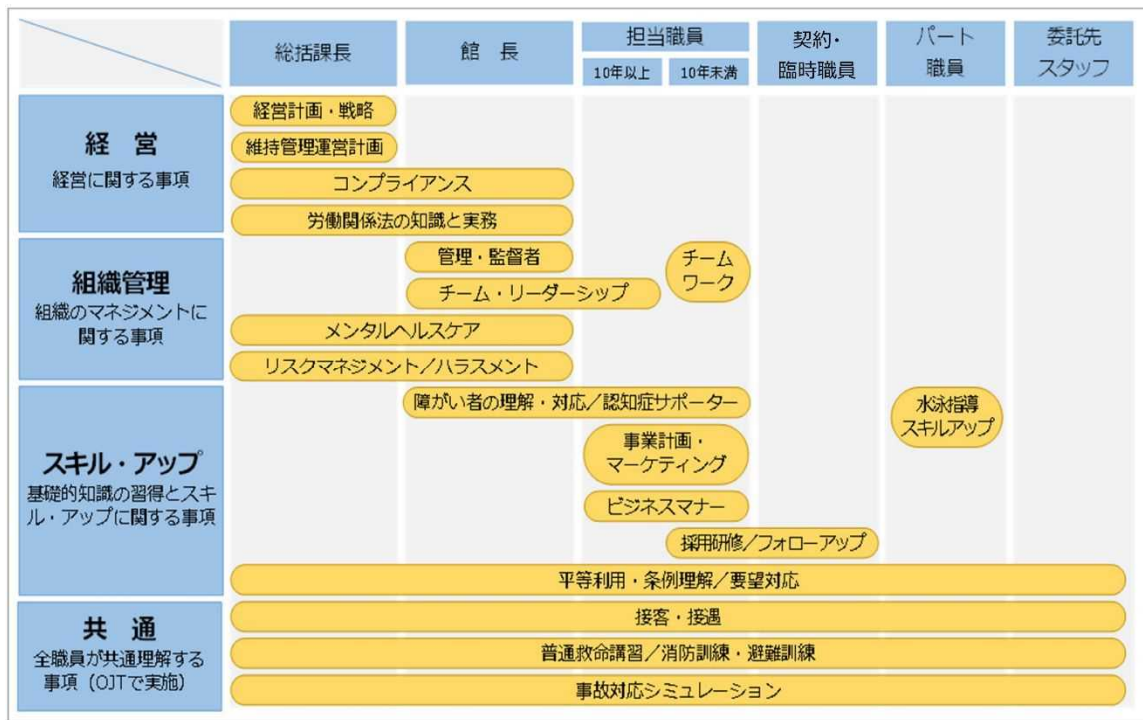 総括課長
館　長
担当職員
10年以上
10年未満
契約・
臨時職員
パート
職員
委託先
スタッフ
経　営
経営に関する事項
経営計画・戦略
維持管理運営計画
コンプライアンス
労働関係法の知識と実務
組織管理
組織のマネジメントに
関する事項
管理・監督者
チーム
ワーク
チーム・リーダーシップ
メンタルヘルスケア
リスクマネジメント／ハラスメント
スキル・アップ
基礎的知識の習得とスキ
ル・アップに関する事項
障がい者の理解・対応／認知症サポーター
水泳指導
スキルアップ
事業計画・
マーケティング
ビジネスマナー
採用研修／フォローアップ
平等利用・条例理解／要望対応
共　通
全職員が共通理解する
事項（OJTで実施）
接客・接遇
普通救命講習／消防訓練・避難訓練
事故対応シミュレーション